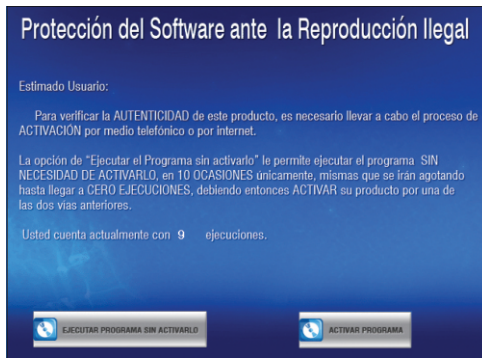 Protección del Software ante la Reproducción Ilegal
Estimado Usuario:
Para verificar la AUTENTICIDAD de este producto, es necesario llevar a cabo el proceso de
ACTIVACIÓN por medio telefónico o por internet.
La opción de “Ejecutar el Programa sin activarlo” le permite ejecutar el programa SIN
NECESIDAD DE ACTIVARLO, en 10 OCASIONES únicamente, mismas que se irán agotando
hasta llegar a CERO EJECUCIONES, debiendo entonces ACTIVAR su producto por una de
las dos vías anteriores.
Usted cuenta actualmente con 9 ejecuciones.
EJECUTAR PROGRAMA SIN ACTIVARLO
ACTIVAR PROGRAMA